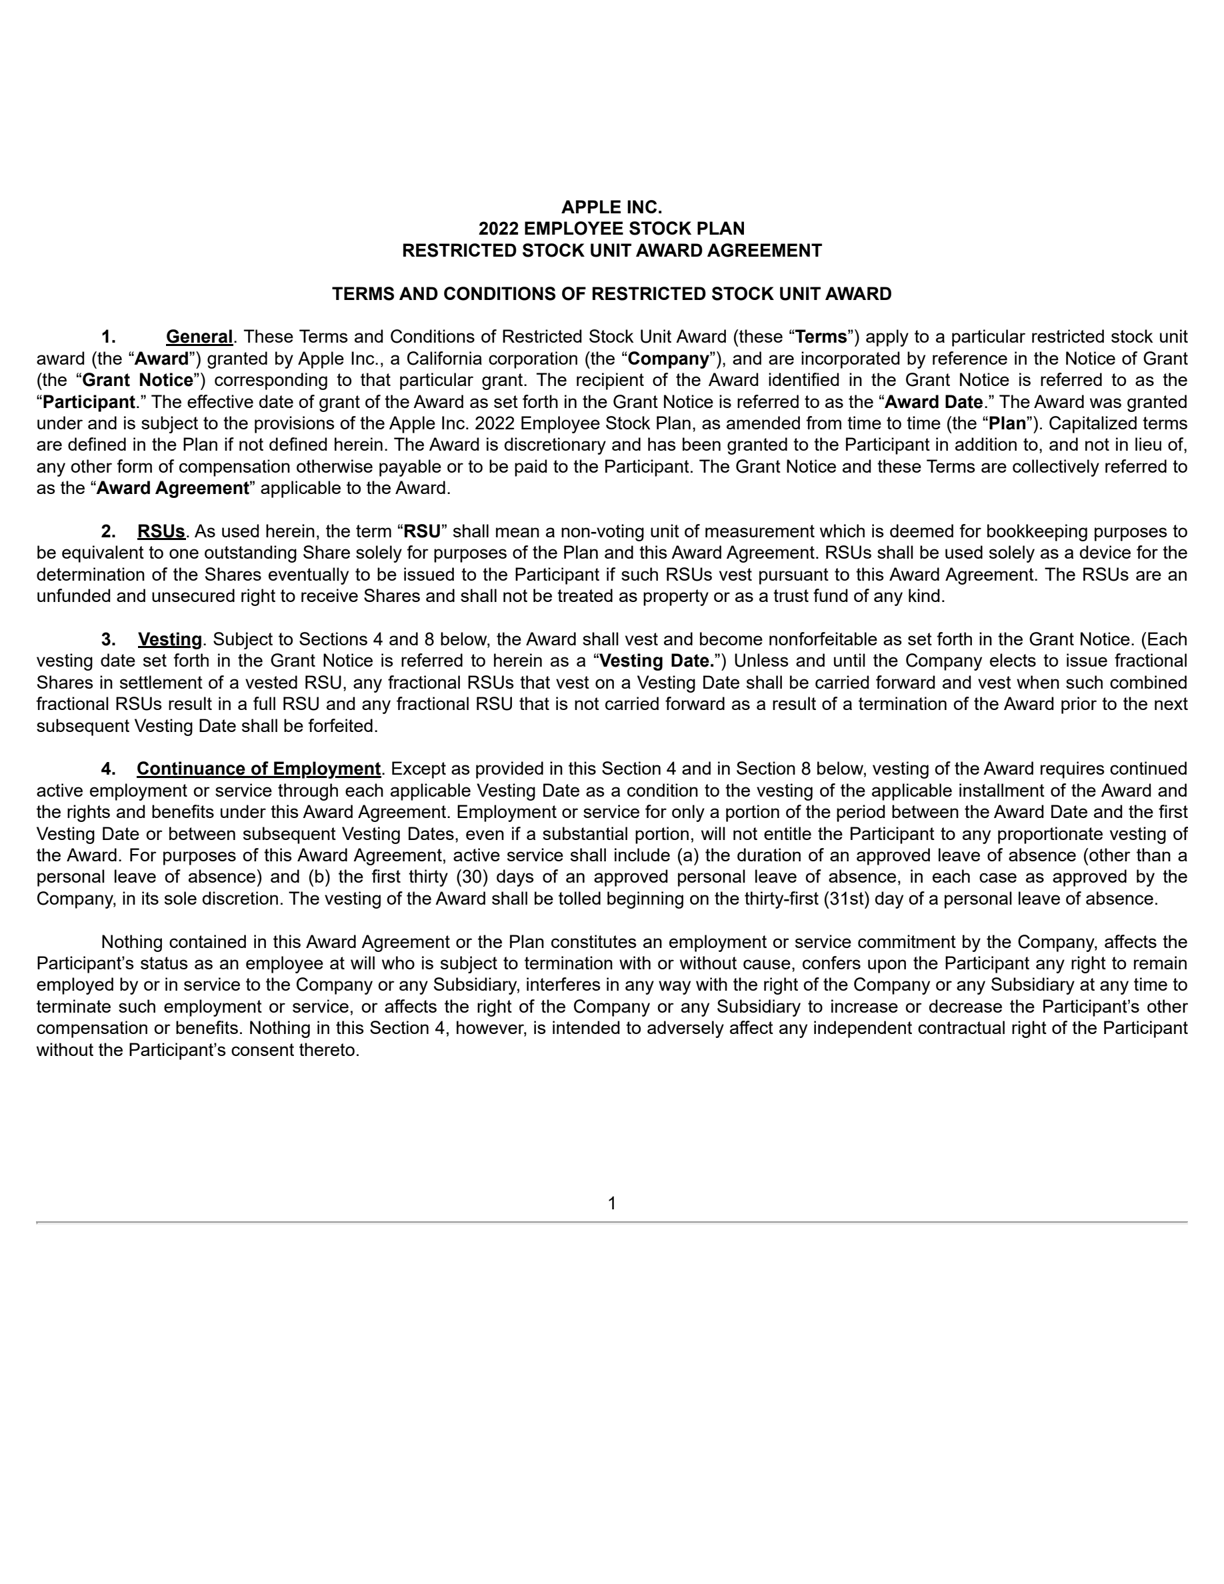 APPLE INC.
2022 EMPLOYEE STOCK PLAN
RESTRICTED STOCK UNIT AWARD AGREEMENT
TERMS AND CONDITIONS OF RESTRICTED STOCK UNIT AWARD
1. General. These Terms and Conditions of Restricted Stock Unit Award (these “Terms”) apply to a particular restricted stock unit
award (the “Award”) granted by Apple Inc., a California corporation (the “Company”), and are incorporated by reference in the Notice of Grant
(the “Grant Notice”) corresponding to that particular grant. The recipient of the Award identified in the Grant Notice is referred to as the
“Participant.” The effective date of grant of the Award as set forth in the Grant Notice is referred to as the “Award Date.” The Award was granted
under and is subject to the provisions of the Apple Inc. 2022 Employee Stock Plan, as amended from time to time (the “Plan”). Capitalized terms
are defined in the Plan if not defined herein. The Award is discretionary and has been granted to the Participant in addition to, and not in lieu of,
any other form of compensation otherwise payable or to be paid to the Participant. The Grant Notice and these Terms are collectively referred to
as the “Award Agreement” applicable to the Award.
2. RSUs. As used herein, the term “RSU” shall mean a non-voting unit of measurement which is deemed for bookkeeping purposes to
be equivalent to one outstanding Share solely for purposes of the Plan and this Award Agreement. RSUs shall be used solely as a device for the
determination of the Shares eventually to be issued to the Participant if such RSUs vest pursuant to this Award Agreement. The RSUs are an
unfunded and unsecured right to receive Shares and shall not be treated as property or as a trust fund of any kind.
3. Vesting. Subject to Sections 4 and 8 below, the Award shall vest and become nonforfeitable as set forth in the Grant Notice. (Each
vesting date set forth in the Grant Notice is referred to herein as a “Vesting Date.”) Unless and until the Company elects to issue fractional
Shares in settlement of a vested RSU, any fractional RSUs that vest on a Vesting Date shall be carried forward and vest when such combined
fractional RSUs result in a full RSU and any fractional RSU that is not carried forward as a result of a termination of the Award prior to the next
subsequent Vesting Date shall be forfeited.
4. Continuance of Employment. Except as provided in this Section 4 and in Section 8 below, vesting of the Award requires continued
active employment or service through each applicable Vesting Date as a condition to the vesting of the applicable installment of the Award and
the rights and benefits under this Award Agreement. Employment or service for only a portion of the period between the Award Date and the first
Vesting Date or between subsequent Vesting Dates, even if a substantial portion, will not entitle the Participant to any proportionate vesting of
the Award. For purposes of this Award Agreement, active service shall include (a) the duration of an approved leave of absence (other than a
personal leave of absence) and (b) the first thirty (30) days of an approved personal leave of absence, in each case as approved by the
Company, in its sole discretion. The vesting of the Award shall be tolled beginning on the thirty-first (31st) day of a personal leave of absence.
Nothing contained in this Award Agreement or the Plan constitutes an employment or service commitment by the Company, affects the
Participant’s status as an employee at will who is subject to termination with or without cause, confers upon the Participant any right to remain
employed by or in service to the Company or any Subsidiary, interferes in any way with the right of the Company or any Subsidiary at any time to
terminate such employment or service, or affects the right of the Company or any Subsidiary to increase or decrease the Participant’s other
compensation or benefits. Nothing in this Section 4, however, is intended to adversely affect any independent contractual right of the Participant
without the Participant’s consent thereto.
1